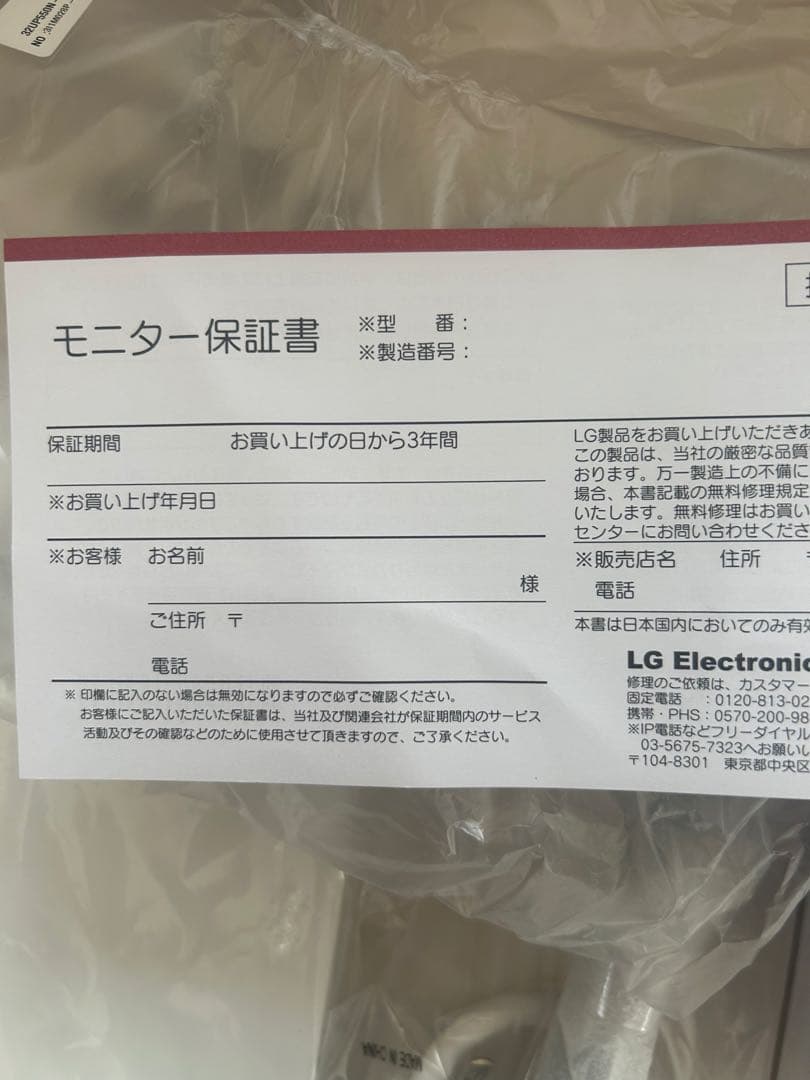 32UP550N
NO :
モニター保証書
※型 番：
※製造番号：
保証期間 お買い上げの日から3年間
※お買い上げ年月日
※お客様 お名前
様
ご住所 〒
電話
※ 印欄に記入のない場合は無効になりますので必ずご確認ください。
お客様にご記入いただいた保証書は、当社及び関連会社が保証期間内のサービス
活動及びその確認などのために使用させて頂きますので、ご了承ください。
LG製品をお買い上げいただきあ
この製品は、当社の厳密な品質
おります。万一製造上の不備に
場合、本書記載の無料修理規定
いたします。無料修理はお買い
センターにお問い合わせくださ
※販売店名 住所
電話
本書は日本国内においてのみ有効
LG Electronic
修理のご依頼は、カスタマー
固定電話 ：0120-813-02
携帯・PHS：0570-200-98
※IP電話などフリーダイヤル
03-5675-7323へお願いし
〒104-8301 東京都中央区
MADE IN CHINA